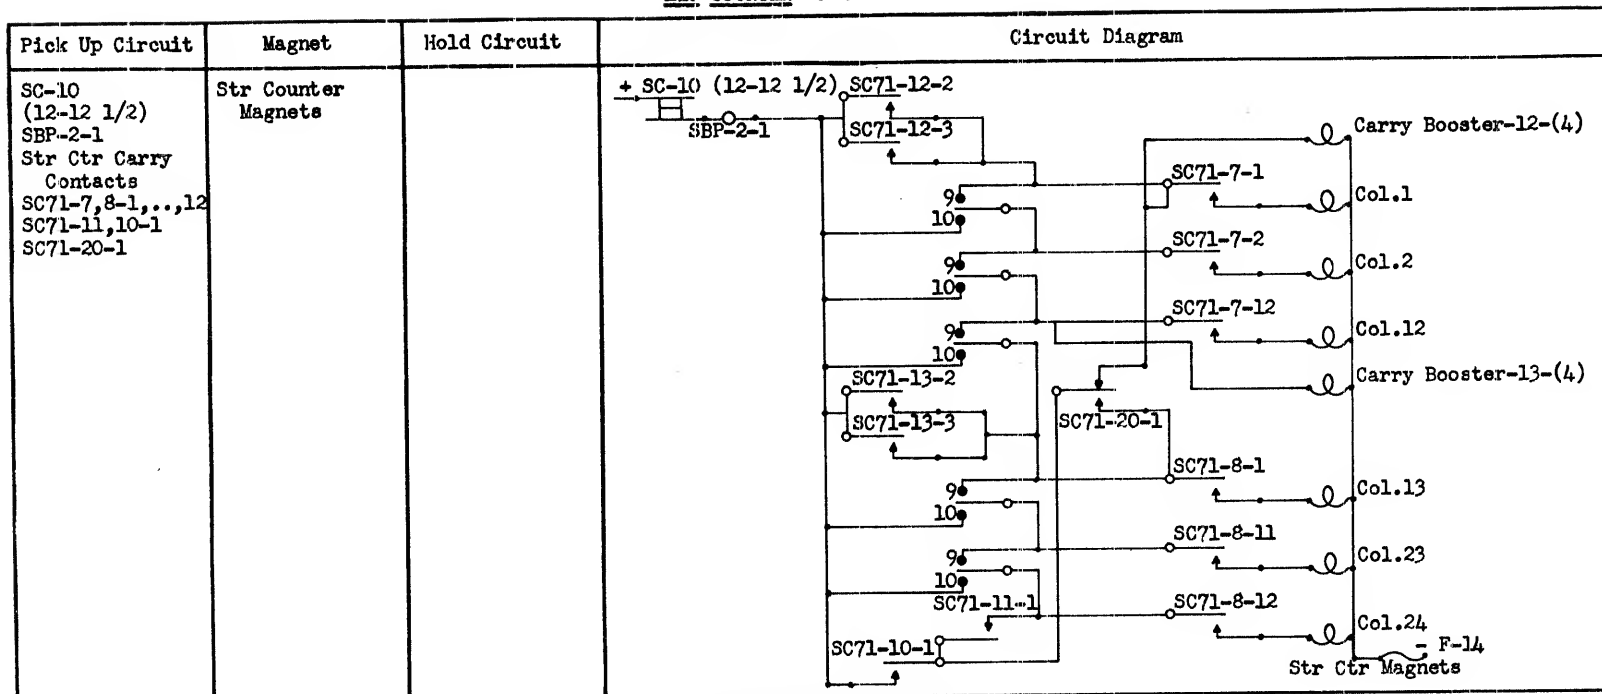 Pick Up Circuit
Magnet
Hold Circuit
Circuit Diagram
SC-10
(12-12 1/2)
SBP-2-1
Str Ctr Carry
Contacts
SC71-7,8-1,..,12
SC71-11,10-1
SC71-20-1
Str Counter
Magnets
+ SC-10 (12-12 1/2)
SC71-12-2
SBP-2-1
SC71-12-3
Carry Booster-12-(4)
SC71-7-1
9
Col.1
10
SC71-7-2
9
Col.2
10
SC71-7-12
9
Col.12
10
SC71-13-2
Carry Booster-13-(4)
SC71-13-3
SC71-20-1
SC71-8-1
9
Col.13
10
SC71-8-11
9
Col.23
10
SC71-11-1
SC71-8-12
Col.24
SC71-10-1
- F-14
Str Ctr Magnets